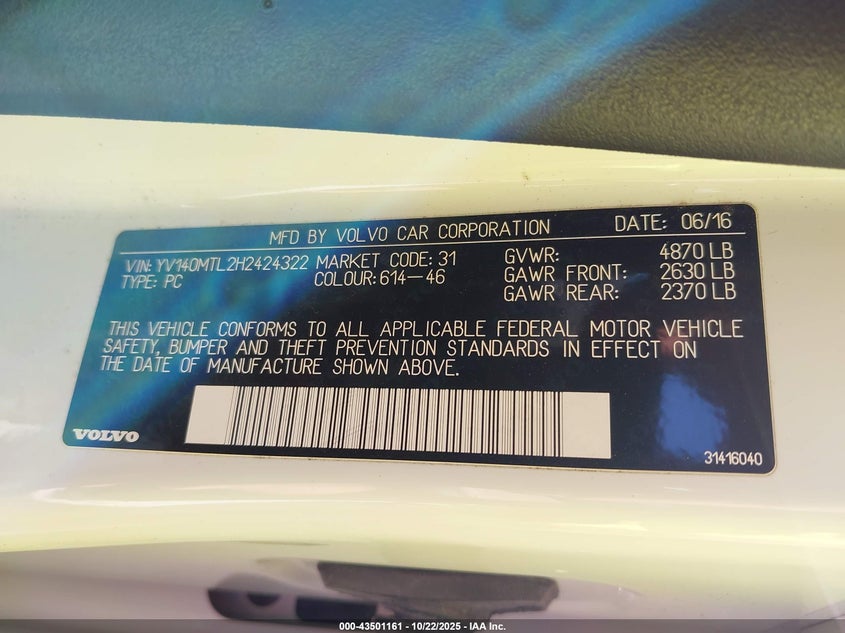 MFD BY VOLVO CAR CORPORATION DATE: 06/16
VIN: YV140MTL2H2424322 MARKET CODE: 31 GVWR: 4870 LB
TYPE: PC COLOUR: 614-46 GAWR FRONT: 2630 LB
GAWR REAR: 2370 LB
THIS VEHICLE CONFORMS TO ALL APPLICABLE FEDERAL MOTOR VEHICLE
SAFETY, BUMPER AND THEFT PREVENTION STANDARDS IN EFFECT ON
THE DATE OF MANUFACTURE SHOWN ABOVE.
VOLVO
31416040
000-43501161 - 10/22/2025 - IAA Inc.